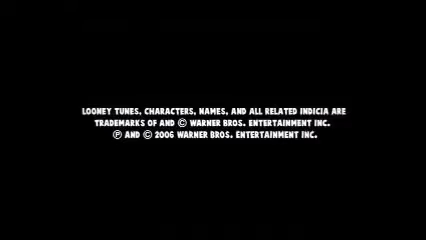 LOONEY TUNES, CHARACTERS, NAMES, AND ALL RELATED INDICIA ARE
TRADEMARKS OF AND © WARNER BROS. ENTERTAINMENT INC.
℗ AND © 2006 WARNER BROS. ENTERTAINMENT INC.